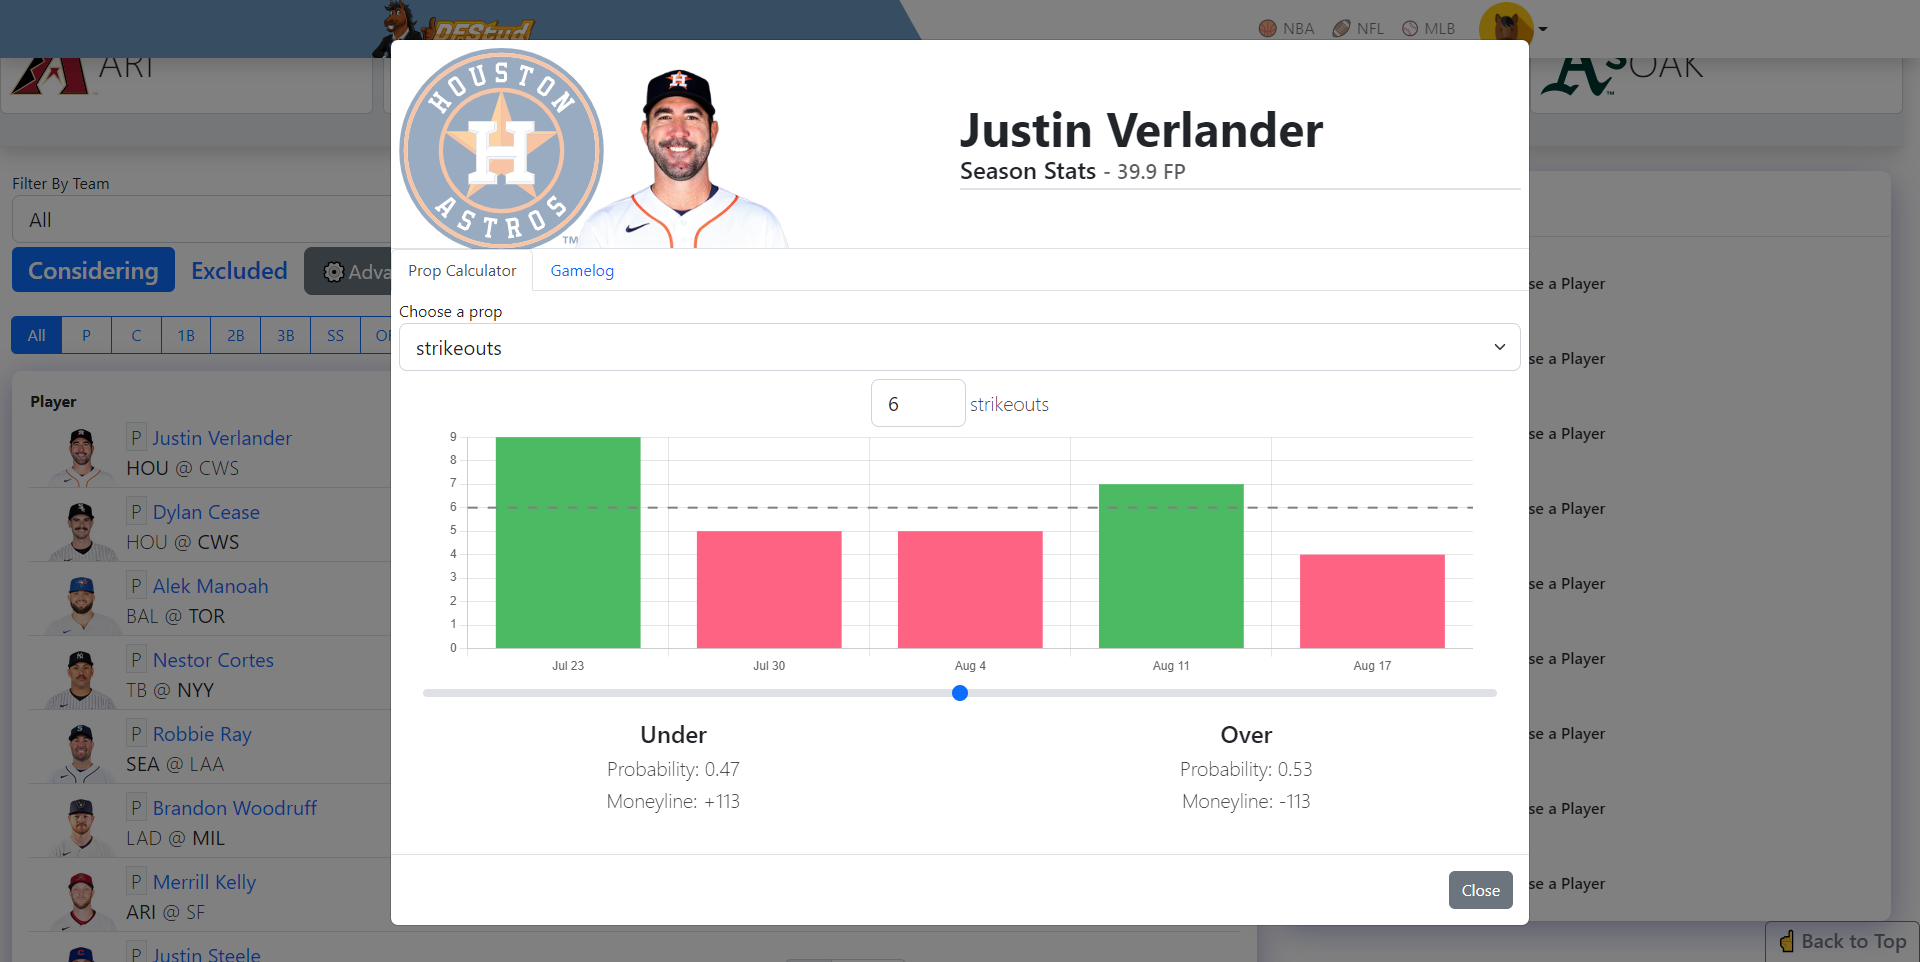 DFStud
NBA NFL MLB
ARI
A's OAK
HOUSTON
H
ASTROS
TM
Justin Verlander
Season Stats - 39.9 FP
Filter By Team
All
Considering Excluded
Prop Calculator Gamelog
Choose a prop
strikeouts
All P C 1B 2B 3B SS
6 strikeouts
9
8
7
6
5
4
3
2
1
0
Jul 23 Jul 30 Aug 4 Aug 11 Aug 17
Under
Probability: 0.47
Moneyline: +113
Over
Probability: 0.53
Moneyline: -113
Close
Player
P Justin Verlander
HOU @ CWS
P Dylan Cease
HOU @ CWS
P Alek Manoah
BAL @ TOR
P Nestor Cortes
TB @ NYY
P Robbie Ray
SEA @ LAA
P Brandon Woodruff
LAD @ MIL
P Merrill Kelly
ARI @ SF
P Justin Steele
se a Player
se a Player
se a Player
se a Player
se a Player
se a Player
se a Player
se a Player
se a Player
Back to Top